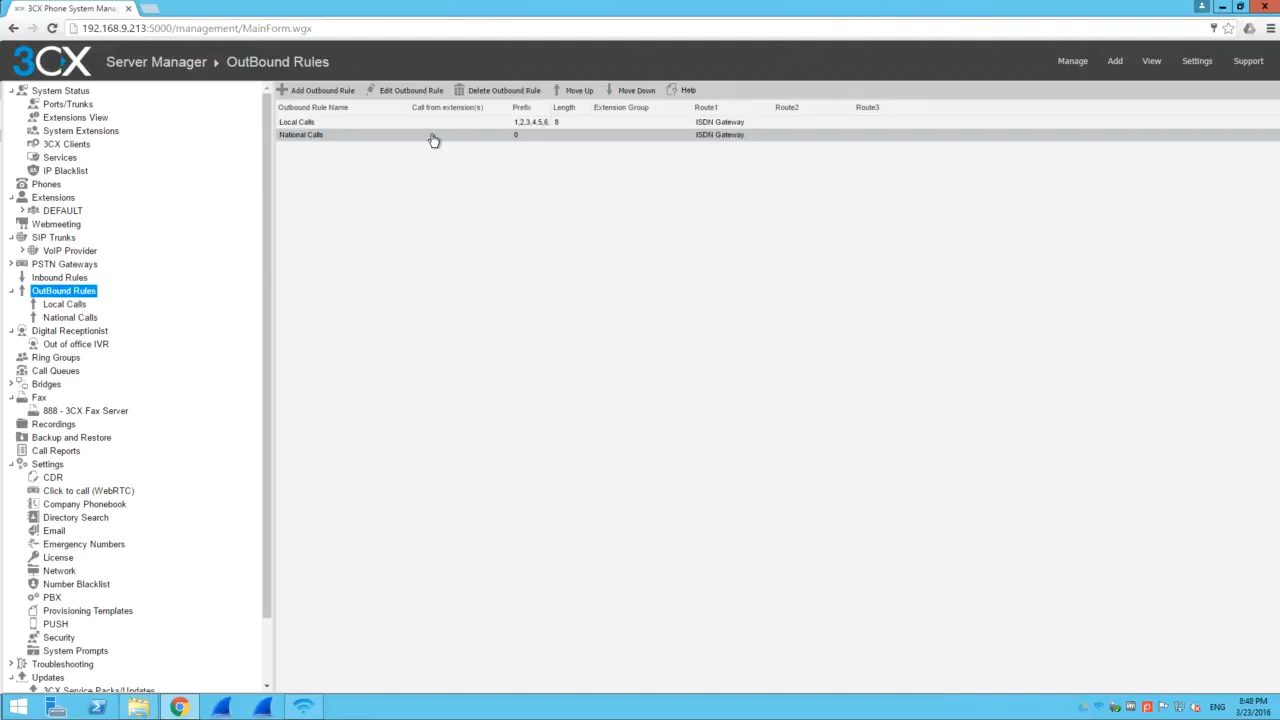 3CX Phone System Mana
192.168.9.213:5000/management/MainForm.wgx
3CX Server Manager ▸ OutBound Rules Manage Add View Settings Support
Add Outbound Rule Edit Outbound Rule Delete Outbound Rule Move Up Move Down Help
Outbound Rule Name Call from extension(s) Prefix Length Extension Group Route1 Route2 Route3
Local Calls 1,2,3,4,5,6, 8 ISDN Gateway
National Calls 0 ISDN Gateway
System Status
Ports/Trunks
Extensions View
System Extensions
3CX Clients
Services
IP Blacklist
Phones
Extensions
DEFAULT
Webmeeting
SIP Trunks
VoIP Provider
PSTN Gateways
Inbound Rules
OutBound Rules
Local Calls
National Calls
Digital Receptionist
Out of office IVR
Ring Groups
Call Queues
Bridges
Fax
888 - 3CX Fax Server
Recordings
Backup and Restore
Call Reports
Settings
CDR
Click to call (WebRTC)
Company Phonebook
Directory Search
Email
Emergency Numbers
License
Network
Number Blacklist
PBX
Provisioning Templates
PUSH
Security
System Prompts
Troubleshooting
Updates
3CX Service Packs/Updates
ENG
8:48 PM
3/23/2016